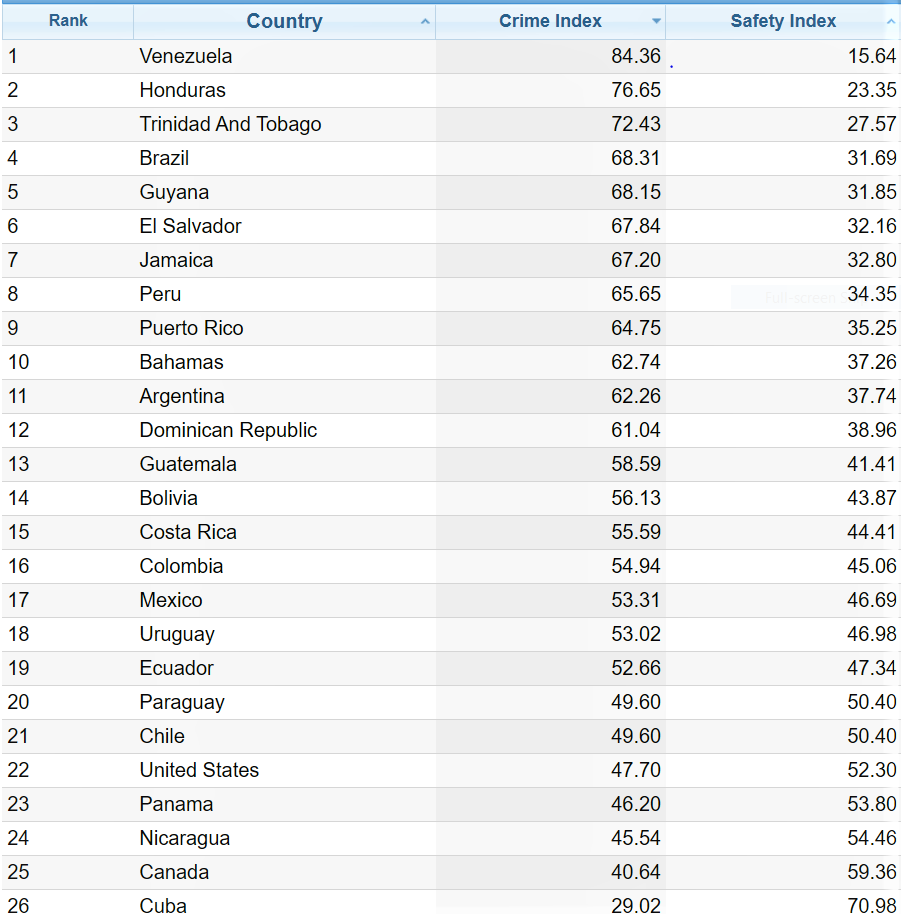 Rank Country Crime Index Safety Index
1 Venezuela 84.36 15.64
2 Honduras 76.65 23.35
3 Trinidad And Tobago 72.43 27.57
4 Brazil 68.31 31.69
5 Guyana 68.15 31.85
6 El Salvador 67.84 32.16
7 Jamaica 67.20 32.80
8 Peru 65.65 34.35
9 Puerto Rico 64.75 35.25
10 Bahamas 62.74 37.26
11 Argentina 62.26 37.74
12 Dominican Republic 61.04 38.96
13 Guatemala 58.59 41.41
14 Bolivia 56.13 43.87
15 Costa Rica 55.59 44.41
16 Colombia 54.94 45.06
17 Mexico 53.31 46.69
18 Uruguay 53.02 46.98
19 Ecuador 52.66 47.34
20 Paraguay 49.60 50.40
21 Chile 49.60 50.40
22 United States 47.70 52.30
23 Panama 46.20 53.80
24 Nicaragua 45.54 54.46
25 Canada 40.64 59.36
26 Cuba 29.02 70.98